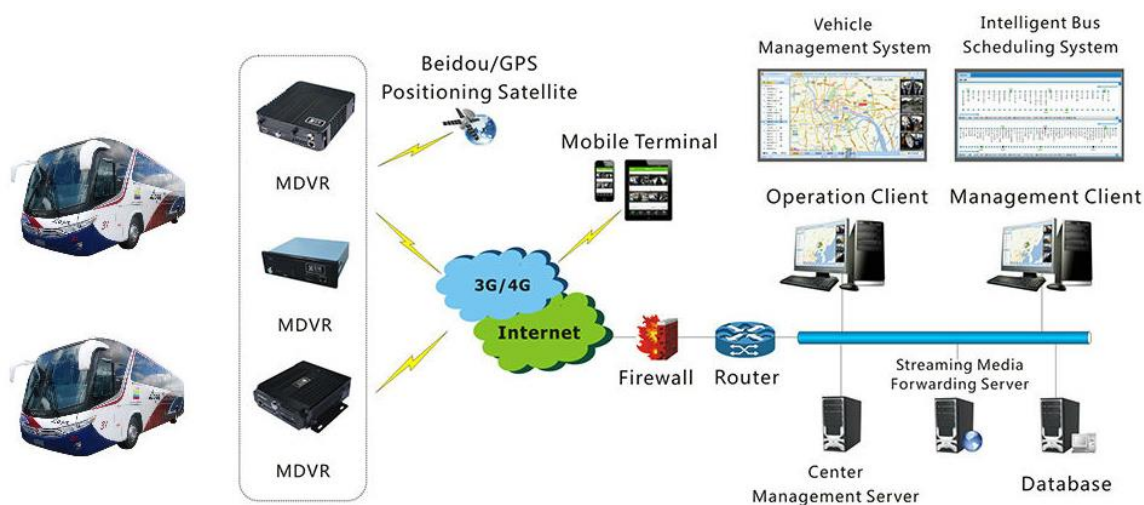 Vehicle
Management System
Intelligent Bus
Scheduling System
Beidou/GPS
Positioning Satellite
Mobile Terminal
MDVR
Operation Client
Management Client
MDVR
3G/4G
Internet
Firewall
Router
Streaming Media
Forwarding Server
MDVR
Center
Management Server
Database